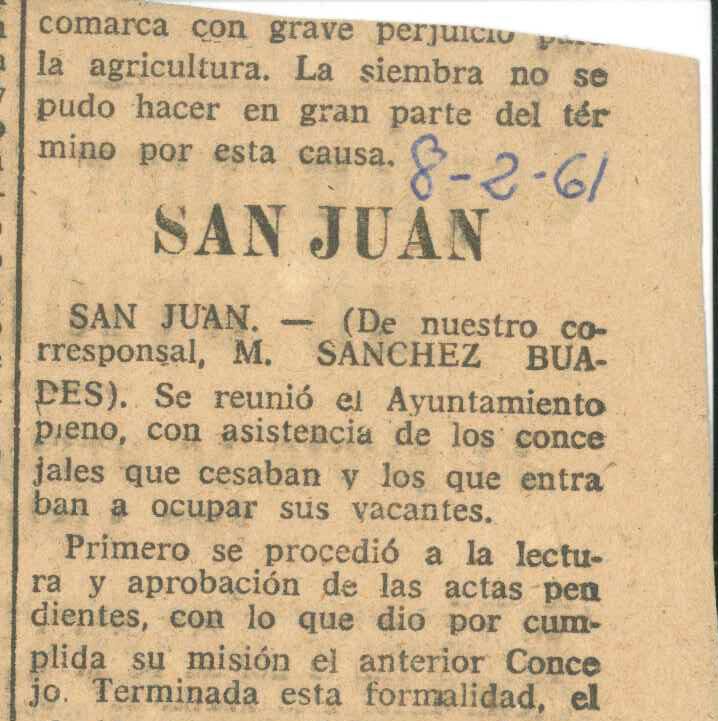 comarca con grave perjuicio para
la agricultura. La siembra no se
pudo hacer en gran parte del tér
mino por esta causa.
8-2-61
SAN JUAN
SAN JUAN. — (De nuestro co-
rresponsal, M. SANCHEZ BUA-
DES). Se reunió el Ayuntamiento
pleno, con asistencia de los conce
jales que cesaban y los que entra
ban a ocupar sus vacantes.
Primero se procedió a la lectu-
ra y aprobación de las actas pen
dientes, con lo que dio por cum-
plida su misión el anterior Conce
jo. Terminada esta formalidad, el